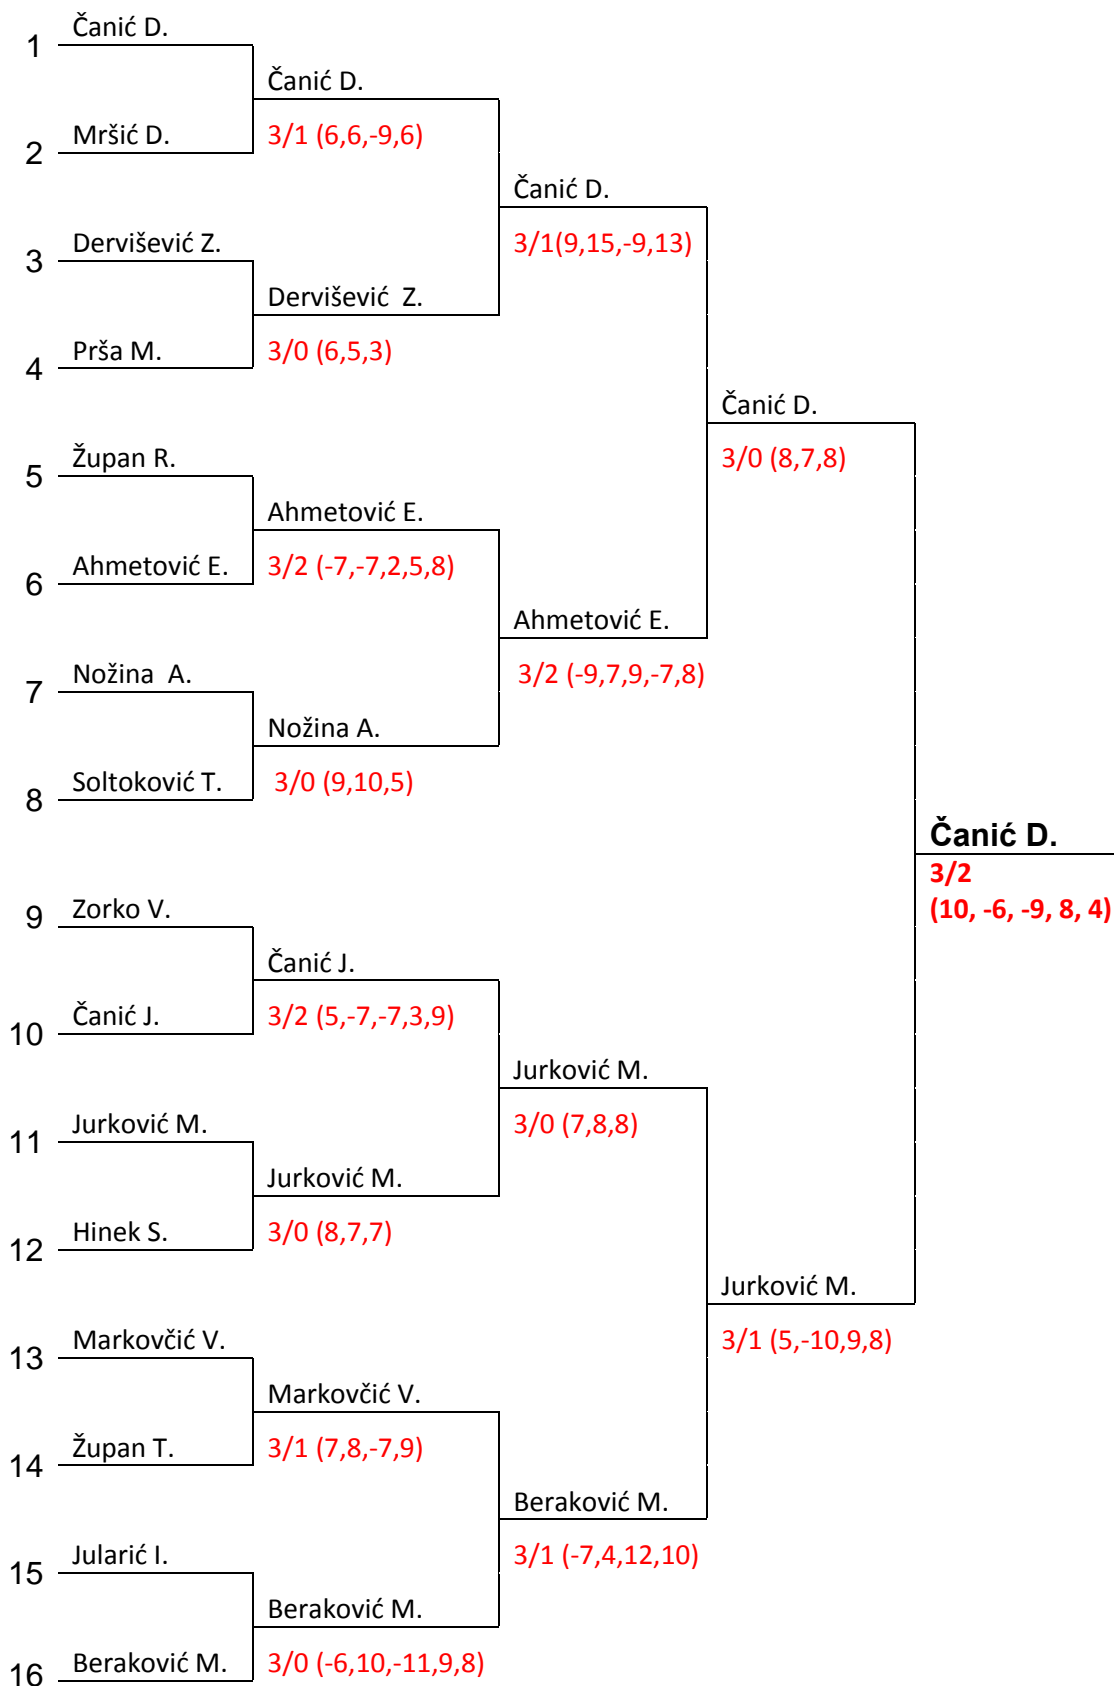 1 Čanić D.
Čanić D.
2 Mršić D. 3/1 (6,6,-9,6)
Čanić D.
3 Dervišević Z. 3/1(9,15,-9,13)
Dervišević  Z.
4 Prša M. 3/0 (6,5,3)
Čanić D.
5 Župan R. 3/0 (8,7,8)
Ahmetović E.
6 Ahmetović E. 3/2 (-7,-7,2,5,8)
Ahmetović E.
7 Nožina  A. 3/2 (-9,7,9,-7,8)
Nožina A.
8 Soltoković T. 3/0 (9,10,5)
Čanić D.
3/2
9 Zorko V. (10, -6, -9, 8, 4)
Čanić J.
10 Čanić J. 3/2 (5,-7,-7,3,9)
Jurković M.
11 Jurković M. 3/0 (7,8,8)
Jurković M.
12 Hinek S. 3/0 (8,7,7)
Jurković M.
13 Markovčić V. 3/1 (5,-10,9,8)
Markovčić V.
14 Župan T. 3/1 (7,8,-7,9)
Beraković M.
15 Jularić I. 3/1 (-7,4,12,10)
Beraković M.
16 Beraković M. 3/0 (-6,10,-11,9,8)